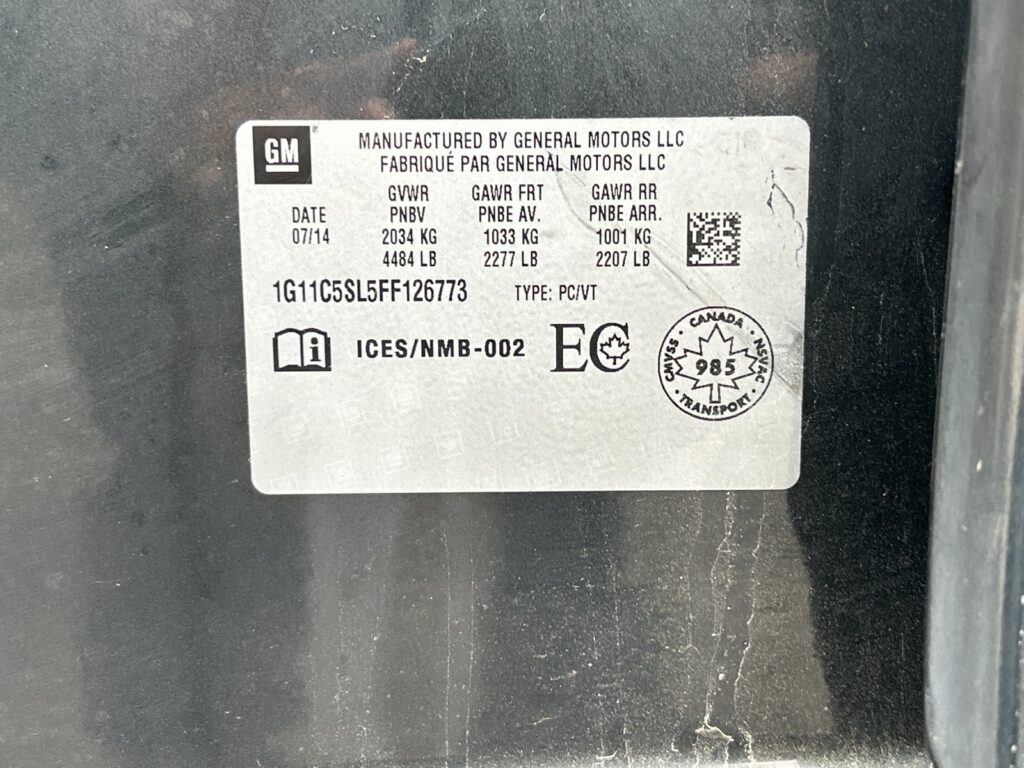 GM
MANUFACTURED BY GENERAL MOTORS LLC
FABRIQUÉ PAR GENERAL MOTORS LLC
DATE
07/14
GVWR
PNBV
2034 KG
4484 LB
GAWR FRT
PNBE AV.
1033 KG
2277 LB
GAWR RR
PNBE ARR.
1001 KG
2207 LB
1G11C5SL5FF126773 TYPE: PC/VT
i ICES/NMB-002 EC
CANADA
CMVSS 985 NSVAC
TRANSPORT